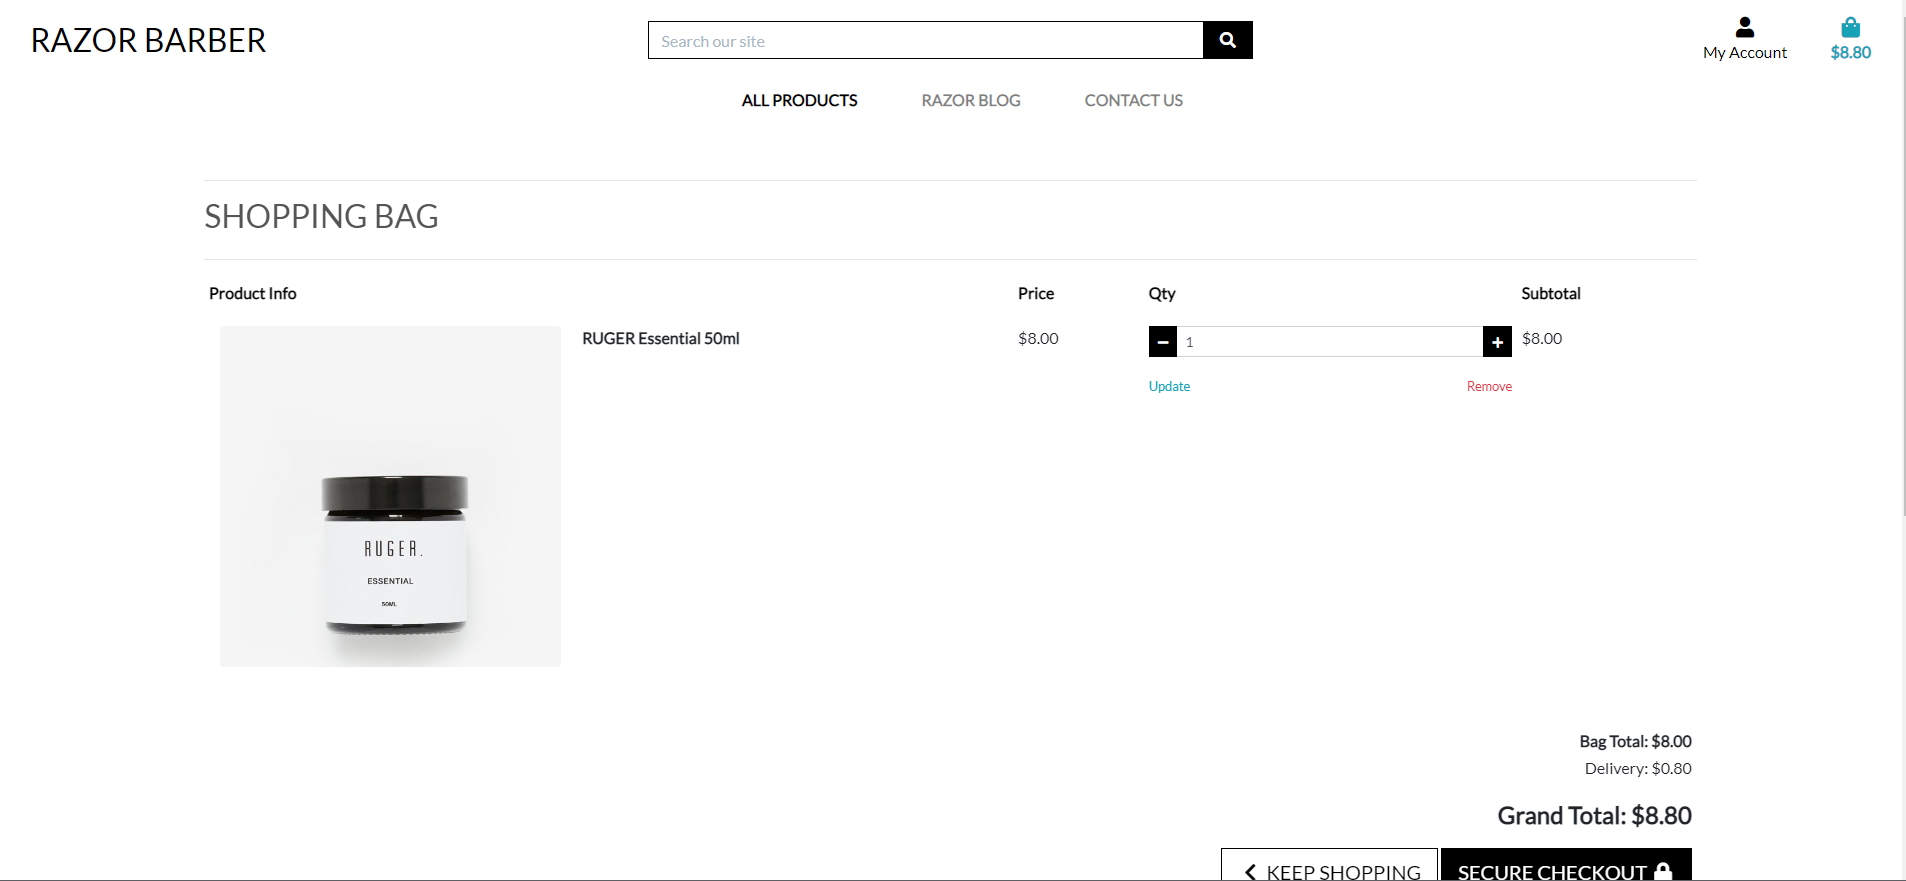 RAZOR BARBER
Search our site
My Account
$8.80
ALL PRODUCTS RAZOR BLOG CONTACT US
SHOPPING BAG
Product Info Price Qty Subtotal
RUGER Essential 50ml $8.00 1 $8.00
Update Remove
RUGER.
ESSENTIAL
50ML
Bag Total: $8.00
Delivery: $0.80
Grand Total: $8.80
KEEP SHOPPING SECURE CHECKOUT